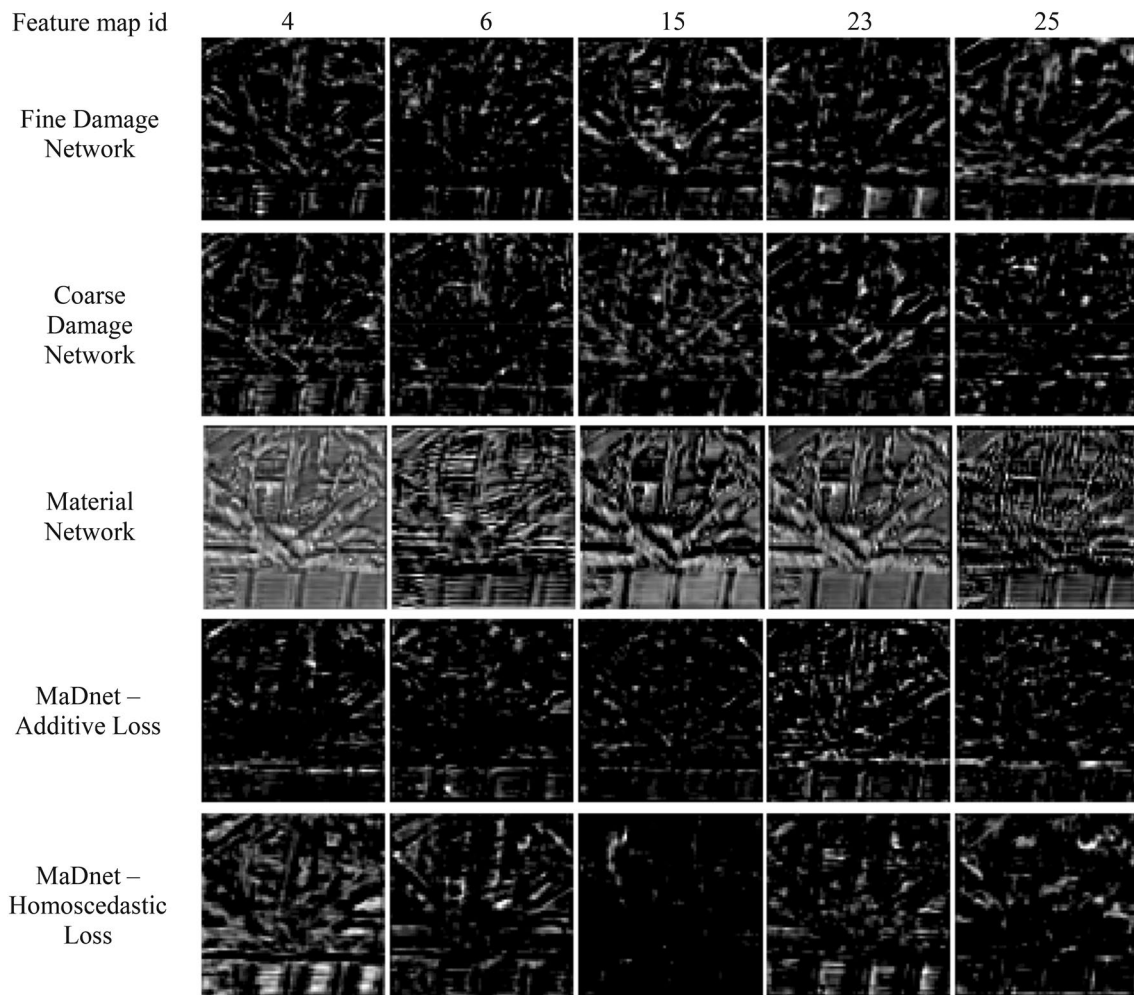 Feature map id 4 6 15 23 25
Fine Damage
Network
Coarse
Damage
Network
Material
Network
MaDnet –
Additive Loss
MaDnet –
Homoscedastic
Loss